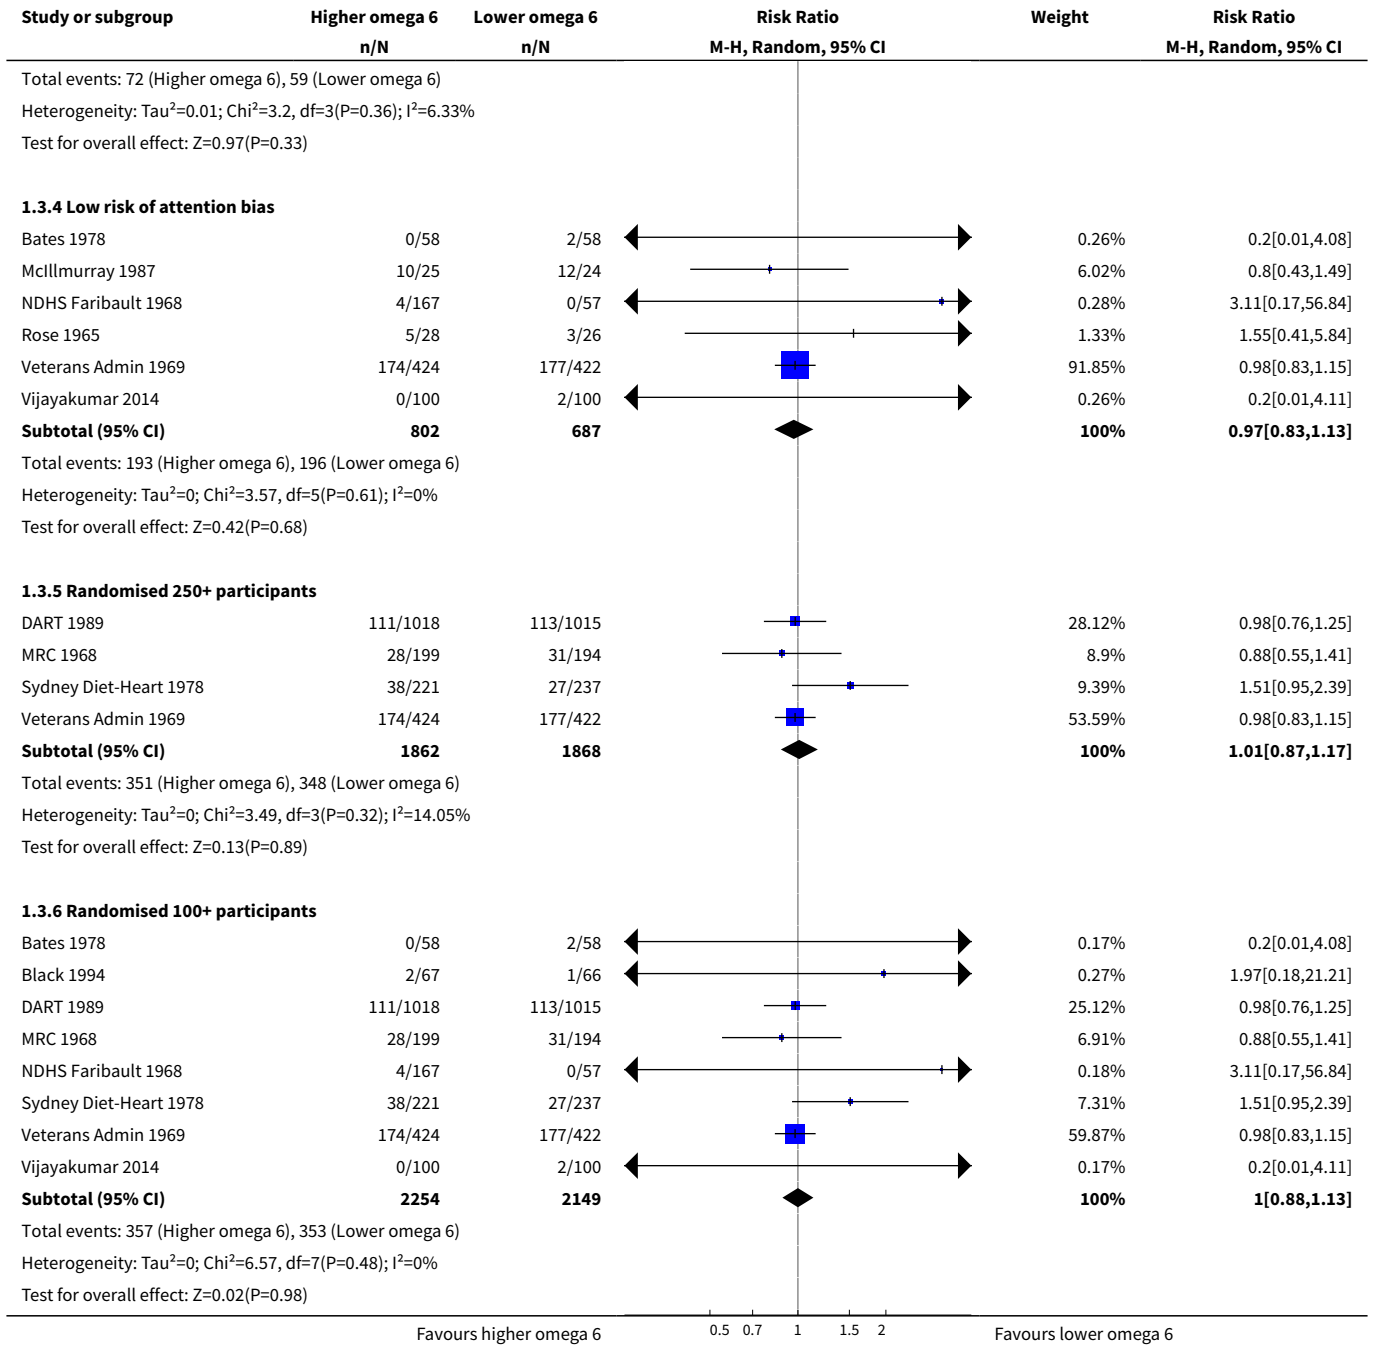 Study or subgroup Higher omega 6 Lower omega 6 Risk Ratio Weight Risk Ratio
n/N n/N M-H, Random, 95% CI M-H, Random, 95% CI
Total events: 72 (Higher omega 6), 59 (Lower omega 6)
Heterogeneity: Tau²=0.01; Chi²=3.2, df=3(P=0.36); I²=6.33%
Test for overall effect: Z=0.97(P=0.33)
1.3.4 Low risk of attention bias
Bates 1978 0/58 2/58 0.26% 0.2[0.01,4.08]
McIllmurray 1987 10/25 12/24 6.02% 0.8[0.43,1.49]
NDHS Faribault 1968 4/167 0/57 0.28% 3.11[0.17,56.84]
Rose 1965 5/28 3/26 1.33% 1.55[0.41,5.84]
Veterans Admin 1969 174/424 177/422 91.85% 0.98[0.83,1.15]
Vijayakumar 2014 0/100 2/100 0.26% 0.2[0.01,4.11]
Subtotal (95% CI) 802 687 100% 0.97[0.83,1.13]
Total events: 193 (Higher omega 6), 196 (Lower omega 6)
Heterogeneity: Tau²=0; Chi²=3.57, df=5(P=0.61); I²=0%
Test for overall effect: Z=0.42(P=0.68)
1.3.5 Randomised 250+ participants
DART 1989 111/1018 113/1015 28.12% 0.98[0.76,1.25]
MRC 1968 28/199 31/194 8.9% 0.88[0.55,1.41]
Sydney Diet-Heart 1978 38/221 27/237 9.39% 1.51[0.95,2.39]
Veterans Admin 1969 174/424 177/422 53.59% 0.98[0.83,1.15]
Subtotal (95% CI) 1862 1868 100% 1.01[0.87,1.17]
Total events: 351 (Higher omega 6), 348 (Lower omega 6)
Heterogeneity: Tau²=0; Chi²=3.49, df=3(P=0.32); I²=14.05%
Test for overall effect: Z=0.13(P=0.89)
1.3.6 Randomised 100+ participants
Bates 1978 0/58 2/58 0.17% 0.2[0.01,4.08]
Black 1994 2/67 1/66 0.27% 1.97[0.18,21.21]
DART 1989 111/1018 113/1015 25.12% 0.98[0.76,1.25]
MRC 1968 28/199 31/194 6.91% 0.88[0.55,1.41]
NDHS Faribault 1968 4/167 0/57 0.18% 3.11[0.17,56.84]
Sydney Diet-Heart 1978 38/221 27/237 7.31% 1.51[0.95,2.39]
Veterans Admin 1969 174/424 177/422 59.87% 0.98[0.83,1.15]
Vijayakumar 2014 0/100 2/100 0.17% 0.2[0.01,4.11]
Subtotal (95% CI) 2254 2149 100% 1[0.88,1.13]
Total events: 357 (Higher omega 6), 353 (Lower omega 6)
Heterogeneity: Tau²=0; Chi²=6.57, df=7(P=0.48); I²=0%
Test for overall effect: Z=0.02(P=0.98)
Favours higher omega 6 0.5 0.7 1 1.5 2 Favours lower omega 6